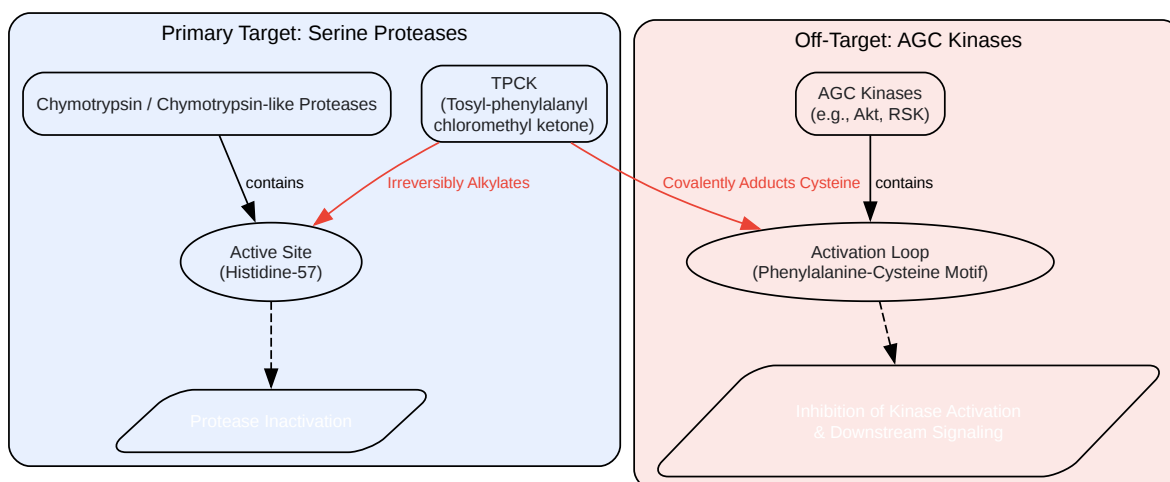 Primary Target: Serine Proteases
Chymotrypsin / Chymotrypsin-like Proteases
TPCK
(Tosyl-phenylalanyl
chloromethyl ketone)
contains
Irreversibly Alkylates
Active Site
(Histidine-57)
Protease Inactivation
Off-Target: AGC Kinases
AGC Kinases
(e.g., Akt, RSK)
Covalently Adducts Cysteine
contains
Activation Loop
(Phenylalanine-Cysteine Motif)
Inhibition of Kinase Activation
& Downstream Signaling